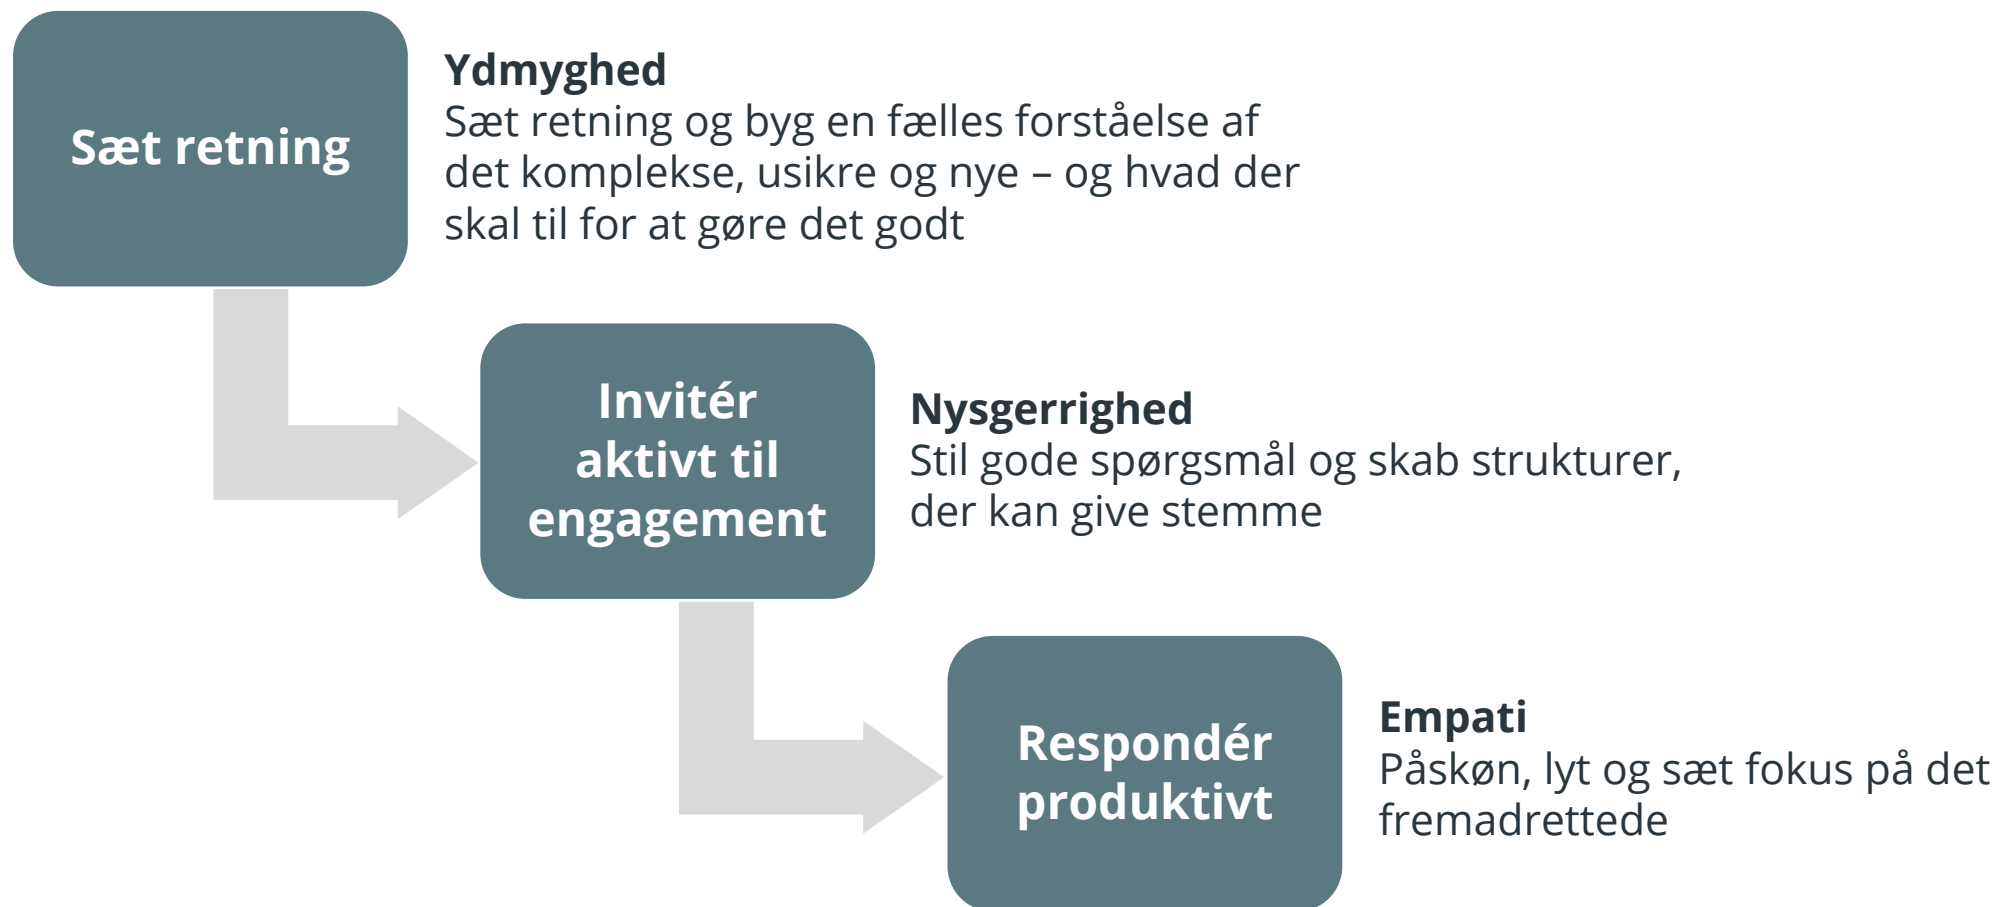 Sæt retning
Ydmyghed
Sæt retning og byg en fælles forståelse af
det komplekse, usikre og nye – og hvad der
skal til for at gøre det godt
Invitér
aktivt til
engagement
Nysgerrighed
Stil gode spørgsmål og skab strukturer,
der kan give stemme
Respondér
produktivt
Empati
Påskøn, lyt og sæt fokus på det
fremadrettede